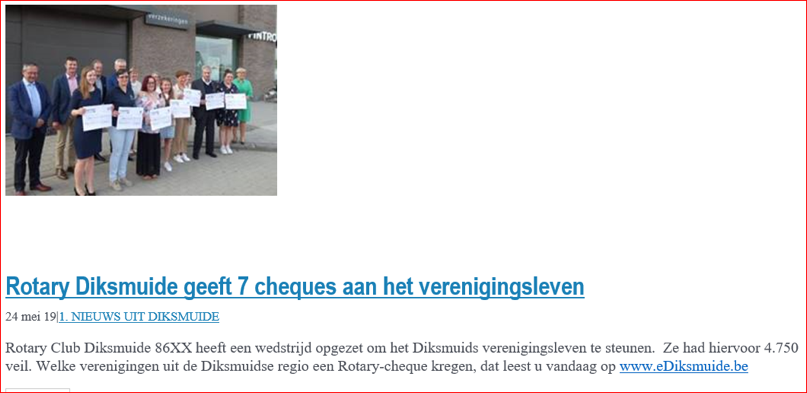 verzekeringen
FINTRO
Rotary Diksmuide geeft 7 cheques aan het verenigingsleven
24 mei 19|1. NIEUWS UIT DIKSMUIDE
Rotary Club Diksmuide 86XX heeft een wedstrijd opgezet om het Diksmuids verenigingsleven te steunen.  Ze had hiervoor 4.750
veil. Welke verenigingen uit de Diksmuidse regio een Rotary-cheque kregen, dat leest u vandaag op www.eDiksmuide.be